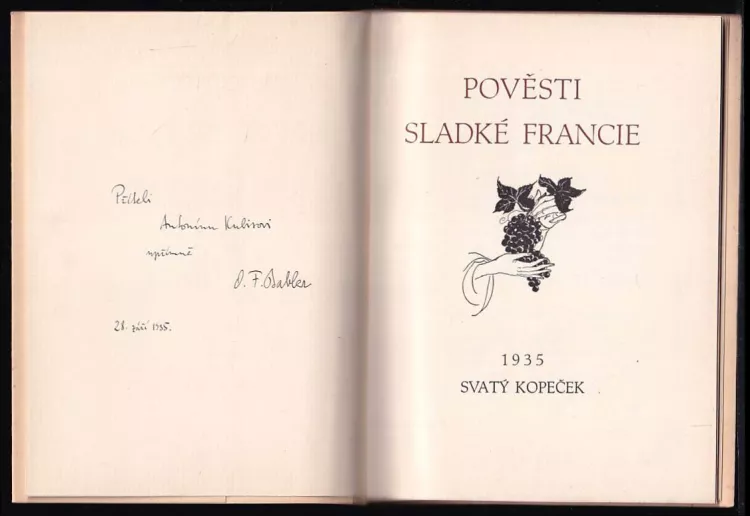 Příteli
Antonínu Kubisovi
upřímně
O. F. Babler
28. září 1935.
POVĚSTI
SLADKÉ FRANCIE
1935
SVATÝ KOPEČEK